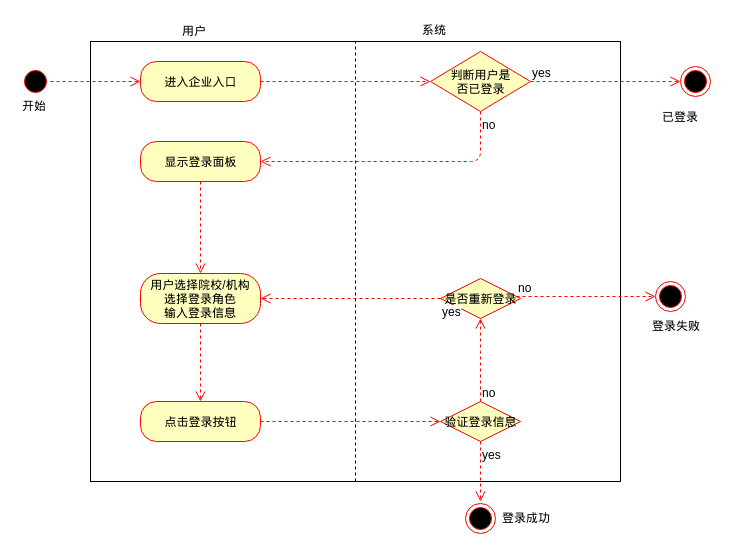 用户
系统
开始
进入企业入口
判断用户是
否已登录
yes
已登录
no
显示登录面板
用户选择院校/机构
选择登录角色
输入登录信息
是否重新登录
no
yes
登录失败
no
点击登录按钮
验证登录信息
yes
登录成功